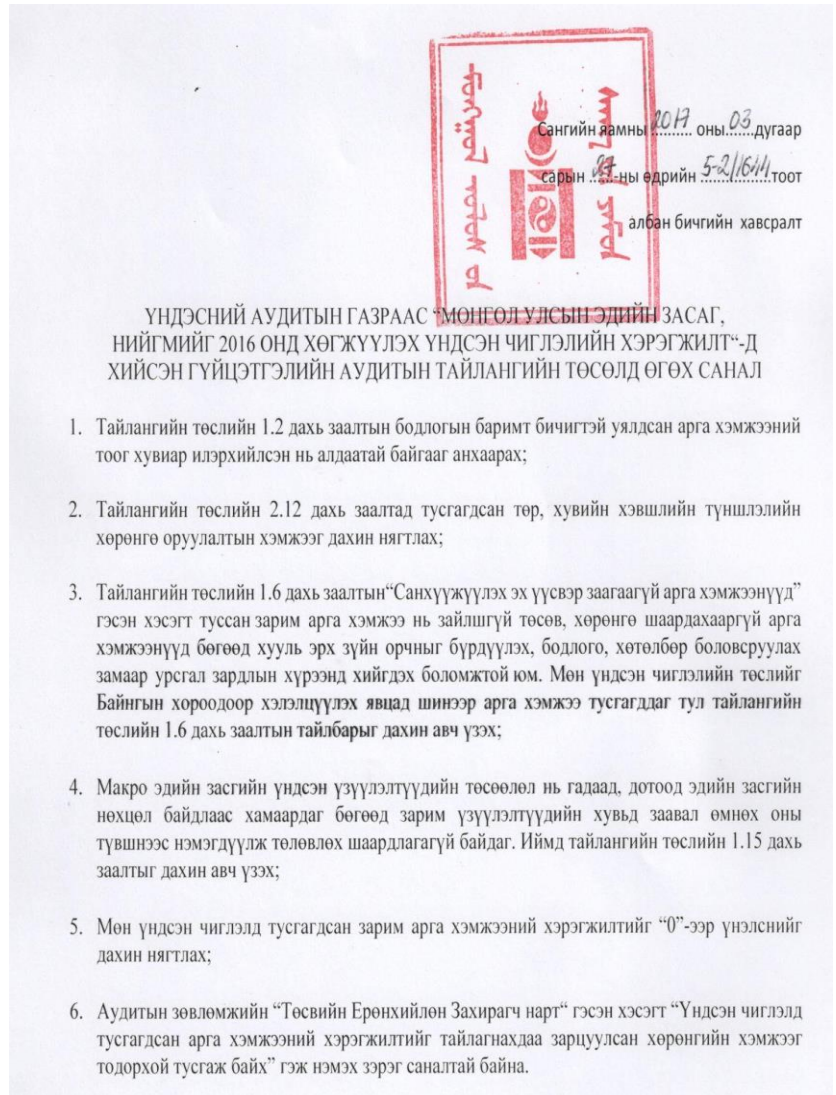 Сангийн яамны 2017 оны 03 дугаар
сарын 27-ны өдрийн 5-2/1644 тоот
албан бичгийн хавсралт
ҮНДЭСНИЙ АУДИТЫН ГАЗРААС “МОНГОЛ УЛСЫН ЭДИЙН ЗАСАГ,
НИЙГМИЙГ 2016 ОНД ХӨГЖҮҮЛЭХ ҮНДСЭН ЧИГЛЭЛИЙН ХЭРЭГЖИЛТ“-Д
ХИЙСЭН ГҮЙЦЭТГЭЛИЙН АУДИТЫН ТАЙЛАНГИЙН ТӨСӨЛД ӨГӨХ САНАЛ
1. Тайлангийн төслийн 1.2 дахь заалтын бодлогын баримт бичигтэй уялдсан арга хэмжээний
тоог хувиар илэрхийлсэн нь алдаатай байгааг анхаарах;
2. Тайлангийн төслийн 2.12 дахь заалтад тусгагдсан төр, хувийн хэвшлийн түншлэлийн
хөрөнгө оруулалтын хэмжээг дахин нягтлах;
3. Тайлангийн төслийн 1.6 дахь заалтын“Санхүүжүүлэх эх үүсвэр заагаагүй арга хэмжээнүүд”
гэсэн хэсэгт туссан зарим арга хэмжээ нь зайлшгүй төсөв, хөрөнгө шаардахааргүй арга
хэмжээнүүд бөгөөд хууль эрх зүйн орчныг бүрдүүлэх, бодлого, хөтөлбөр боловсруулах
замаар урсгал зардлын хүрээнд хийгдэх боломжтой юм. Мөн үндсэн чиглэлийн төслийг
Байнгын хороодоор хэлэлцүүлэх явцад шинээр арга хэмжээ тусгагддаг тул тайлангийн
төслийн 1.6 дахь заалтын тайлбарыг дахин авч үзэх;
4. Макро эдийн засгийн үндсэн үзүүлэлтүүдийн төсөөлөл нь гадаад, дотоод эдийн засгийн
нөхцөл байдлаас хамаардаг бөгөөд зарим үзүүлэлтүүдийн хувьд заавал өмнөх оны
түвшнээс нэмэгдүүлж төлөвлөх шаардлагагүй байдаг. Иймд тайлангийн төслийн 1.15 дахь
заалтыг дахин авч үзэх;
5. Мөн үндсэн чиглэлд тусгагдсан зарим арга хэмжээний хэрэгжилтийг “0”-ээр үнэлснийг
дахин нягтлах;
6. Аудитын зөвлөмжийн “Төсвийн Ерөнхийлөн Захирагч нарт“ гэсэн хэсэгт “Үндсэн чиглэлд
тусгагдсан арга хэмжээний хэрэгжилтийг тайлагнахдаа зарцуулсан хөрөнгийн хэмжээг
тодорхой тусгаж байх” гэж нэмэх зэрэг саналтай байна.